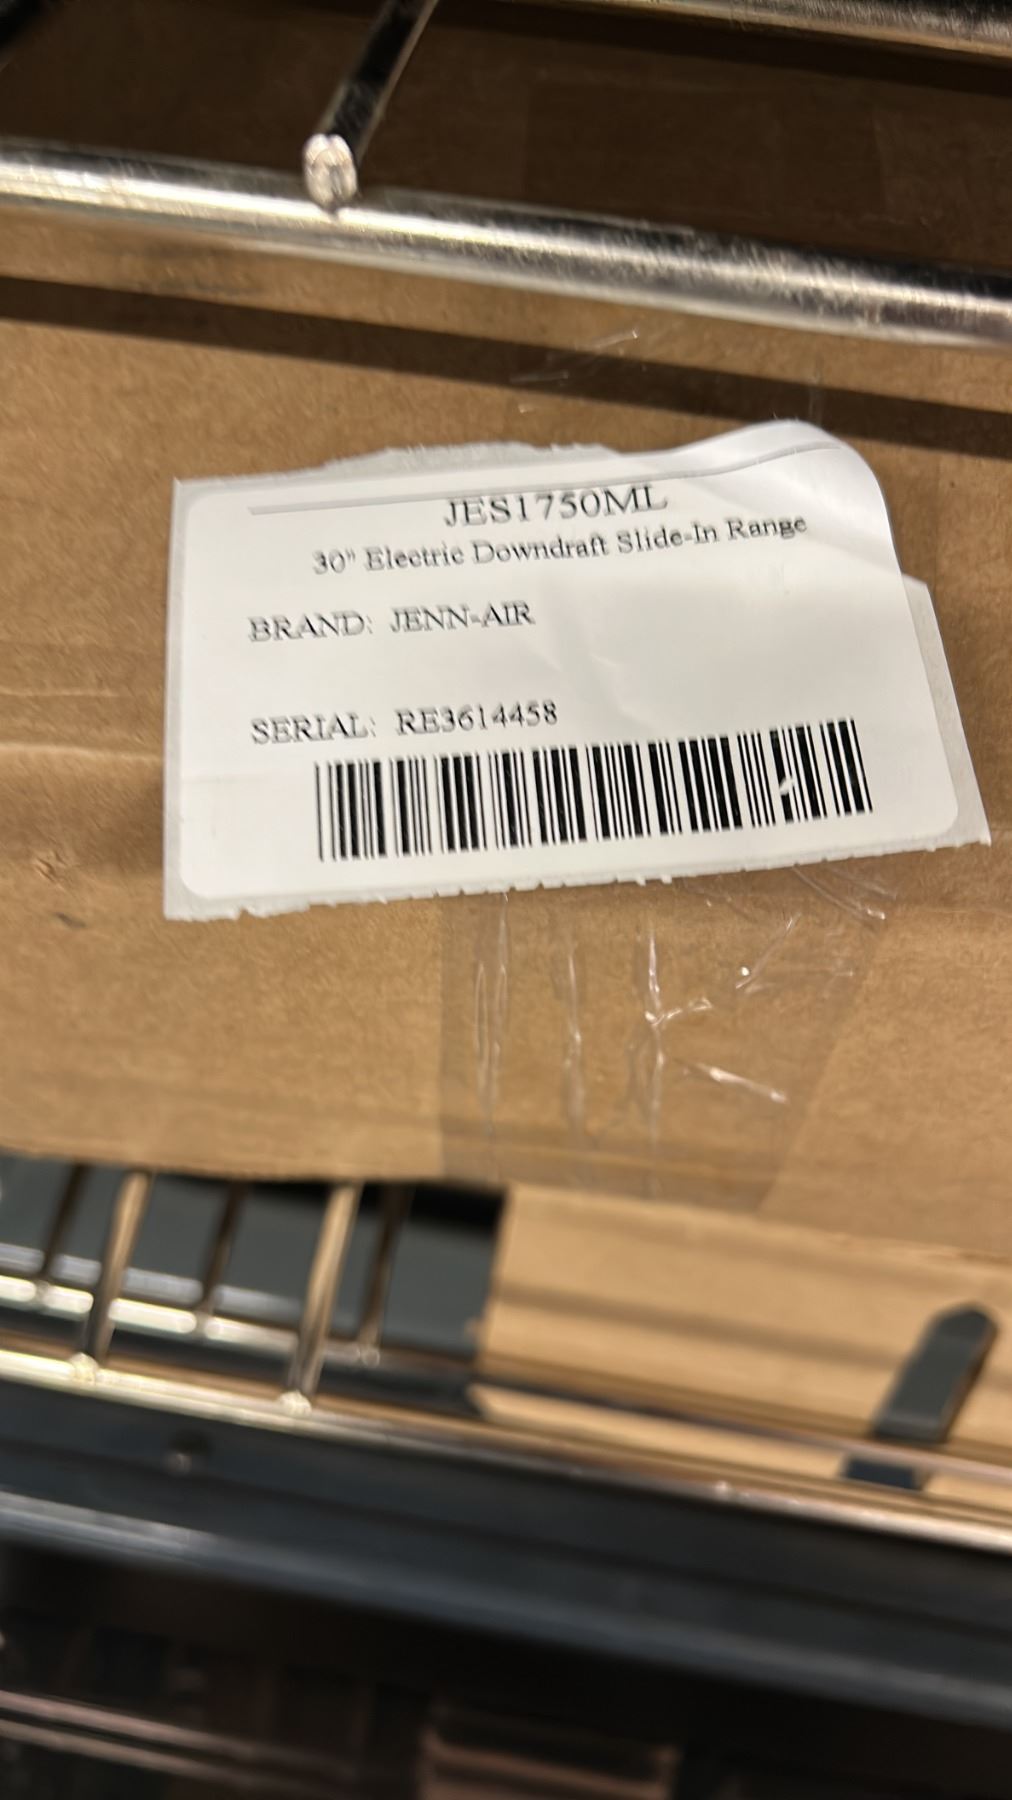 JES1750ML
30" Electric Downdraft Slide-In Range
BRAND: JENN-AIR
SERIAL: RE3614458